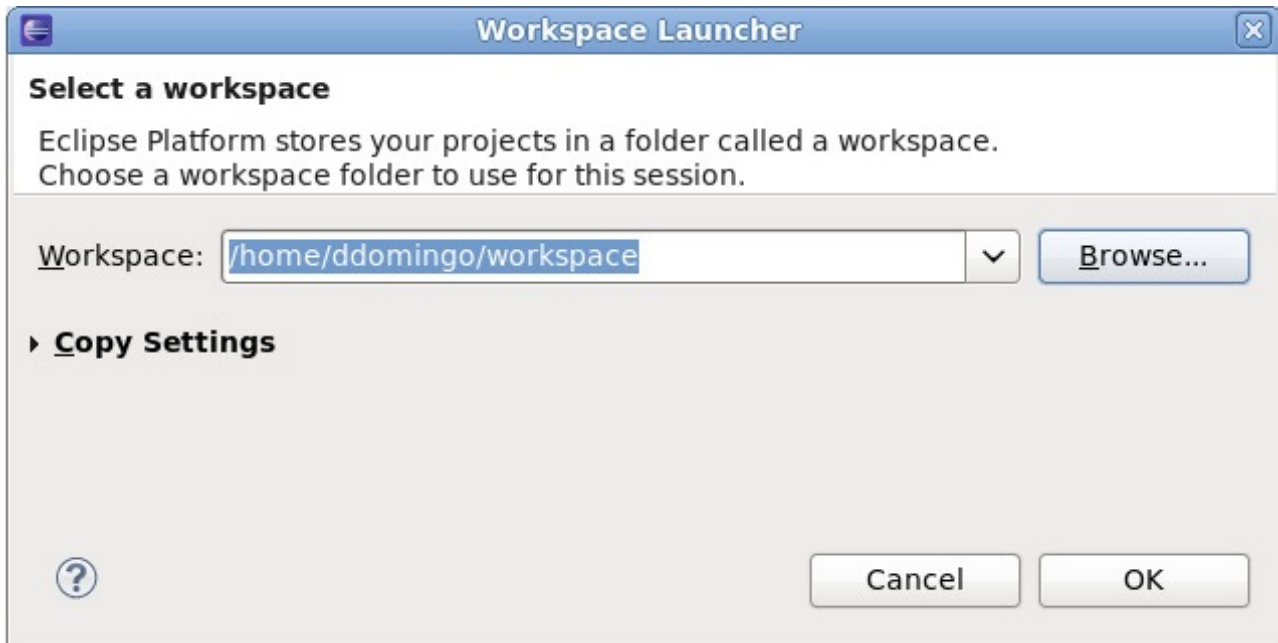 Workspace Launcher
Select a workspace
Eclipse Platform stores your projects in a folder called a workspace.
Choose a workspace folder to use for this session.
Workspace: /home/ddomingo/workspace Browse...
Copy Settings
Cancel OK